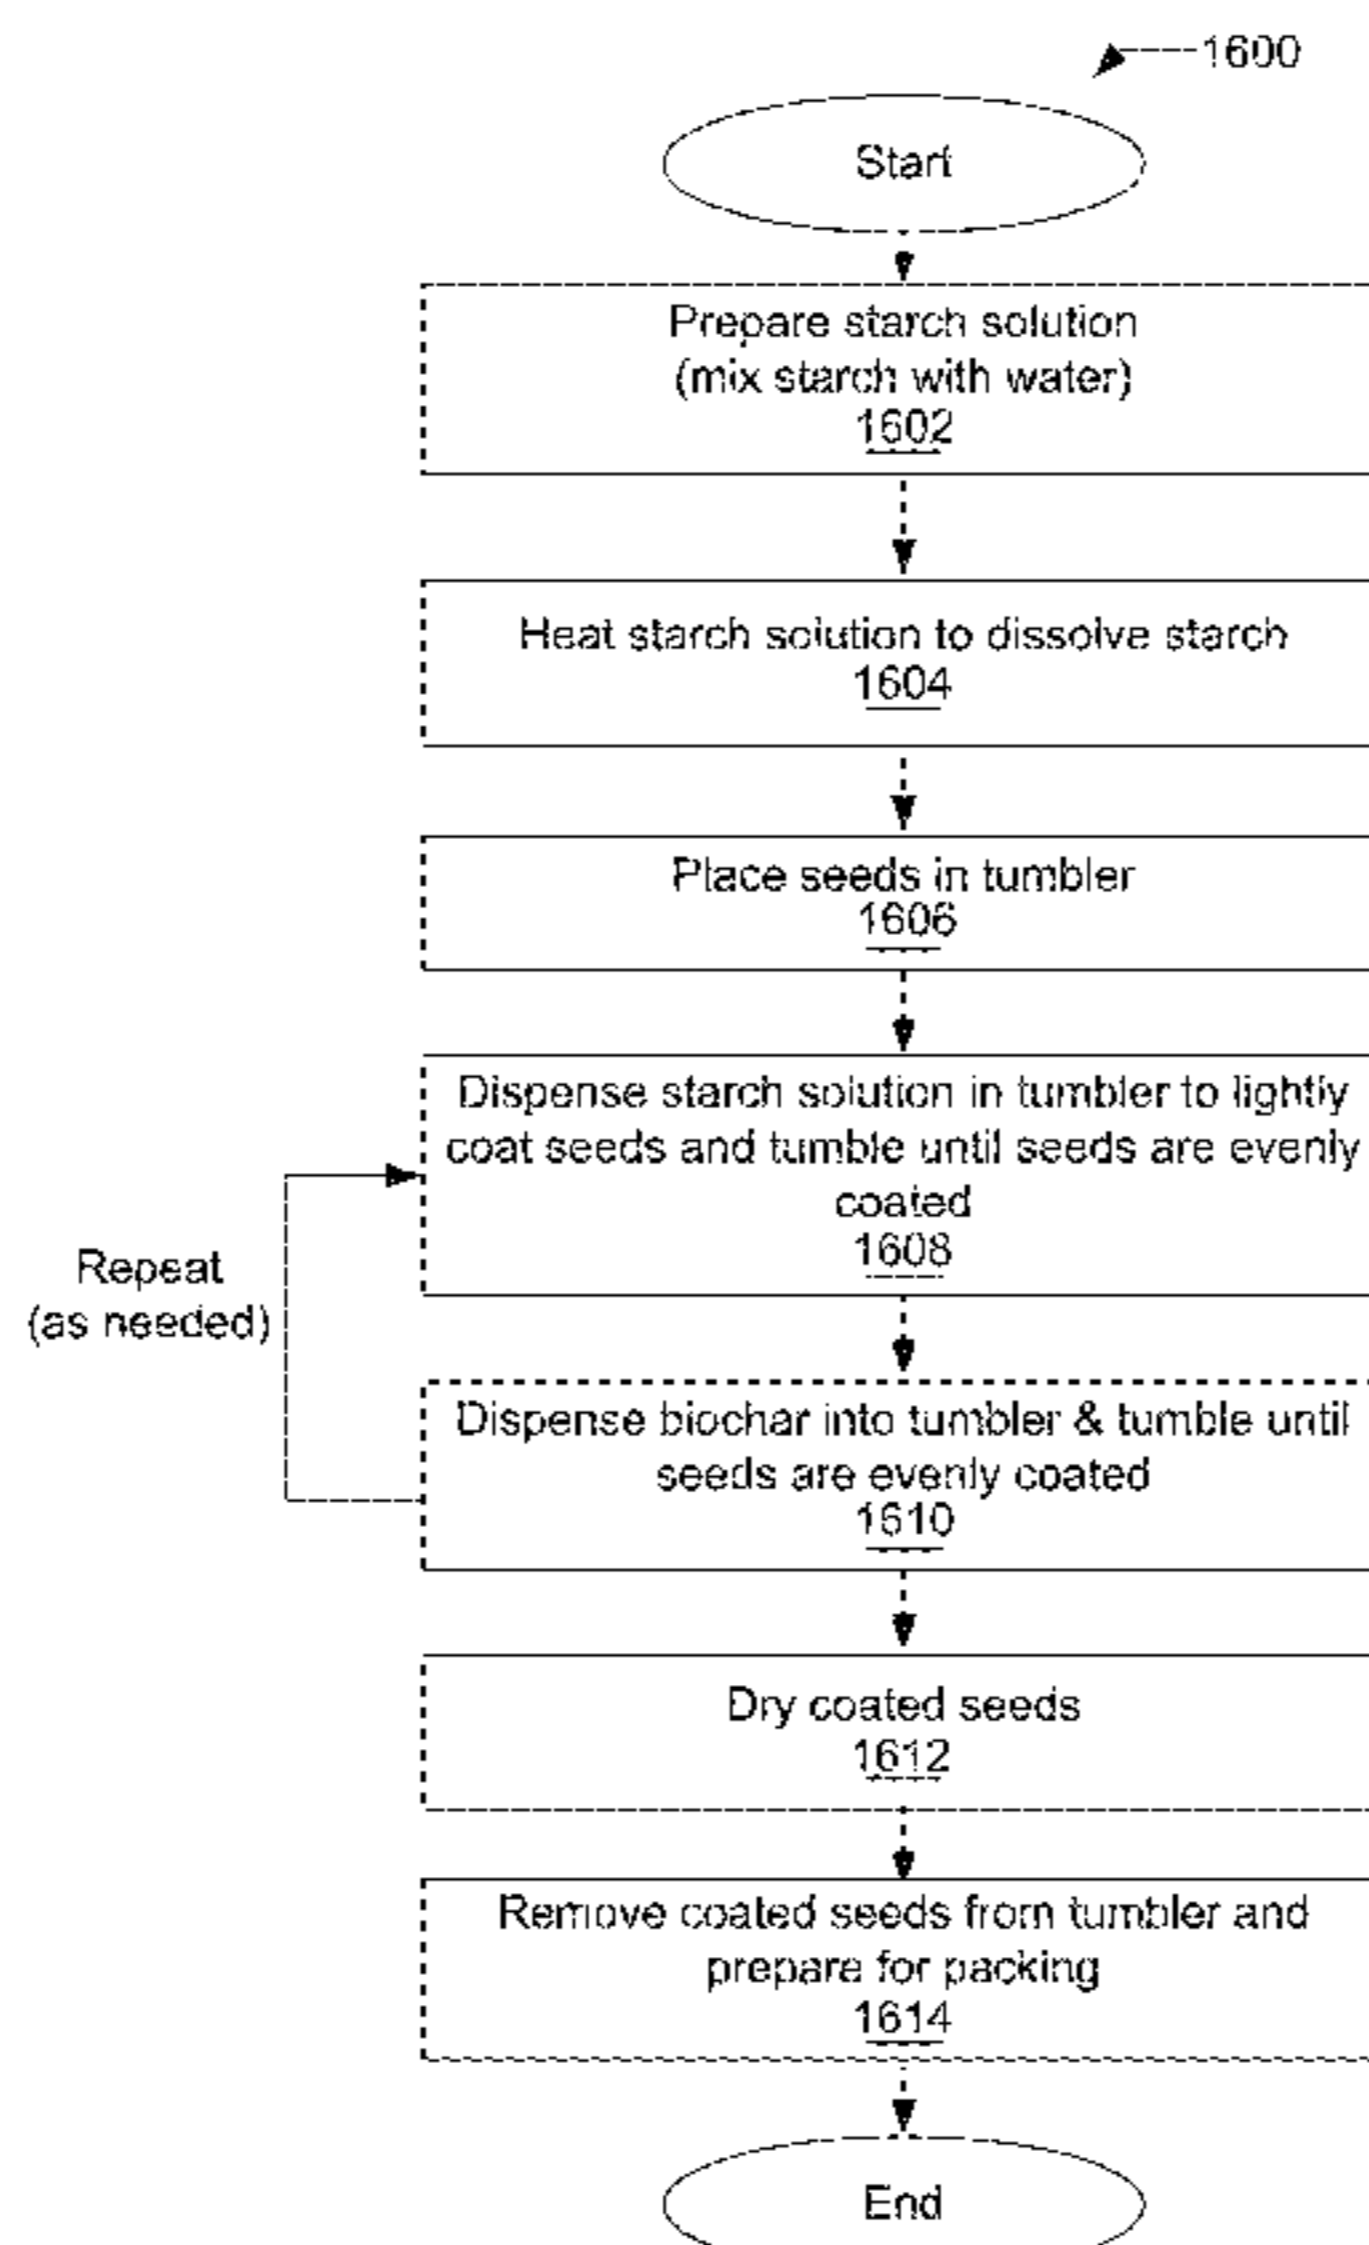 1600
Start
Prepare starch solution
(mix starch with water)
1602
Heat starch solution to dissolve starch
1604
Place seeds in tumbler
1606
Dispense starch solution in tumbler to lightly
coat seeds and tumble until seeds are evenly
coated
1608
Repeat
(as needed)
Dispense biochar into tumbler & tumble until
seeds are evenly coated
1610
Dry coated seeds
1612
Remove coated seeds from tumbler and
prepare for packing
1614
End